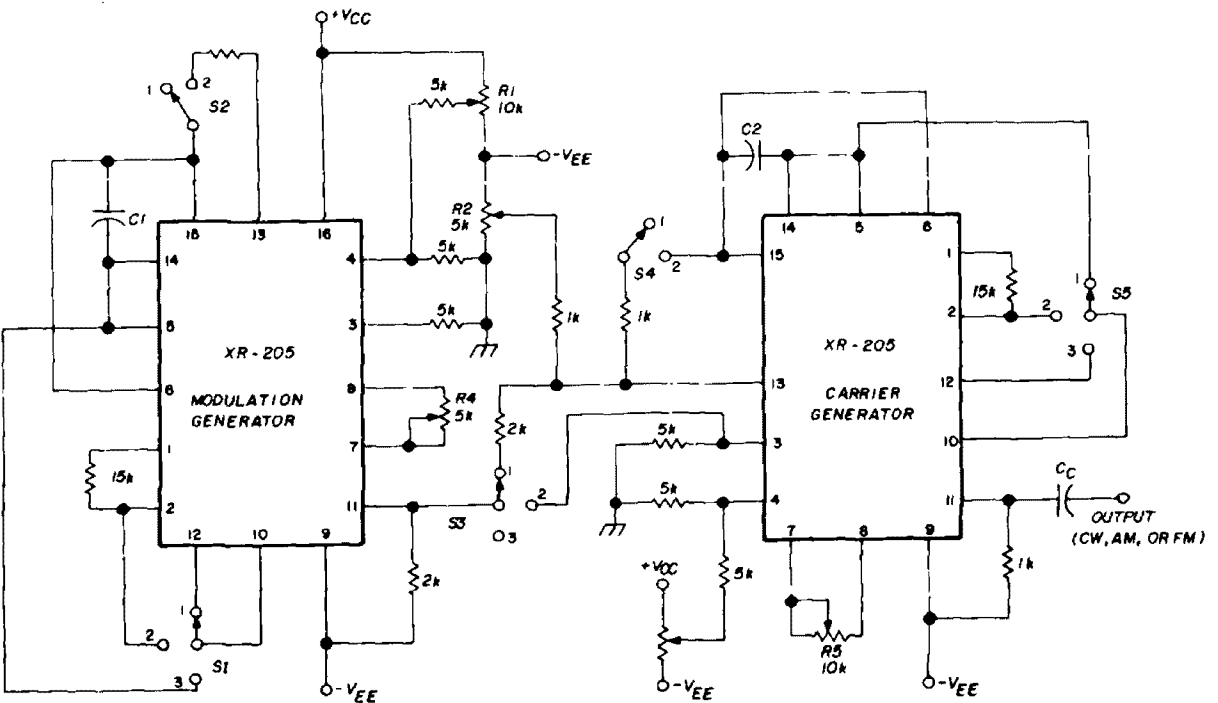 +VCC
1
2
S2
5k
R1
10k
C2
-VEE
C1
R2
5k
15
13
16
14
5
6
1
14
4
5k
S4
2
15
1
15k
1
S5
5
3
5k
1k
1k
2
2
XR-205
XR-205
6
8
13
12
3
MODULATION
GENERATOR
R4
5k
CARRIER
GENERATOR
7
2k
5k
3
10
1
15k
1
CC
2
11
S3
2
5k
4
11
OUTPUT
(CW, AM, OR FM)
12
10
9
3
7
8
9
2k
+VCC
5k
1k
1
2
S1
R5
10k
3
-VEE
-VEE
-VEE